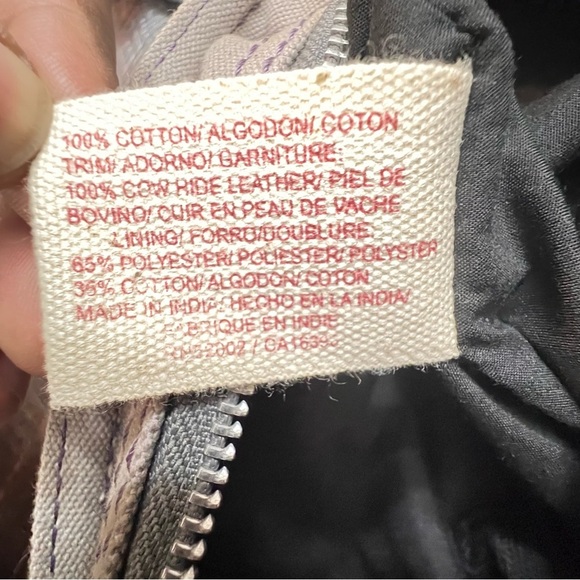 100% COTTON/ ALGODON/ COTON
TRIM/ ADORNO/ GARNITURE:
100% COW HIDE LEATHER/ PIEL DE
BOVINO/ CUIR EN PEAU DE VACHE
LINING/ FORRO/DOUBLURE:
65% POLYESTER/ POLIESTER/ POLYSTER
35% COTTON/ALGODON/ COTON
MADE IN INDIA/ HECHO EN LA INDIA/
FABRIQUE EN INDIE